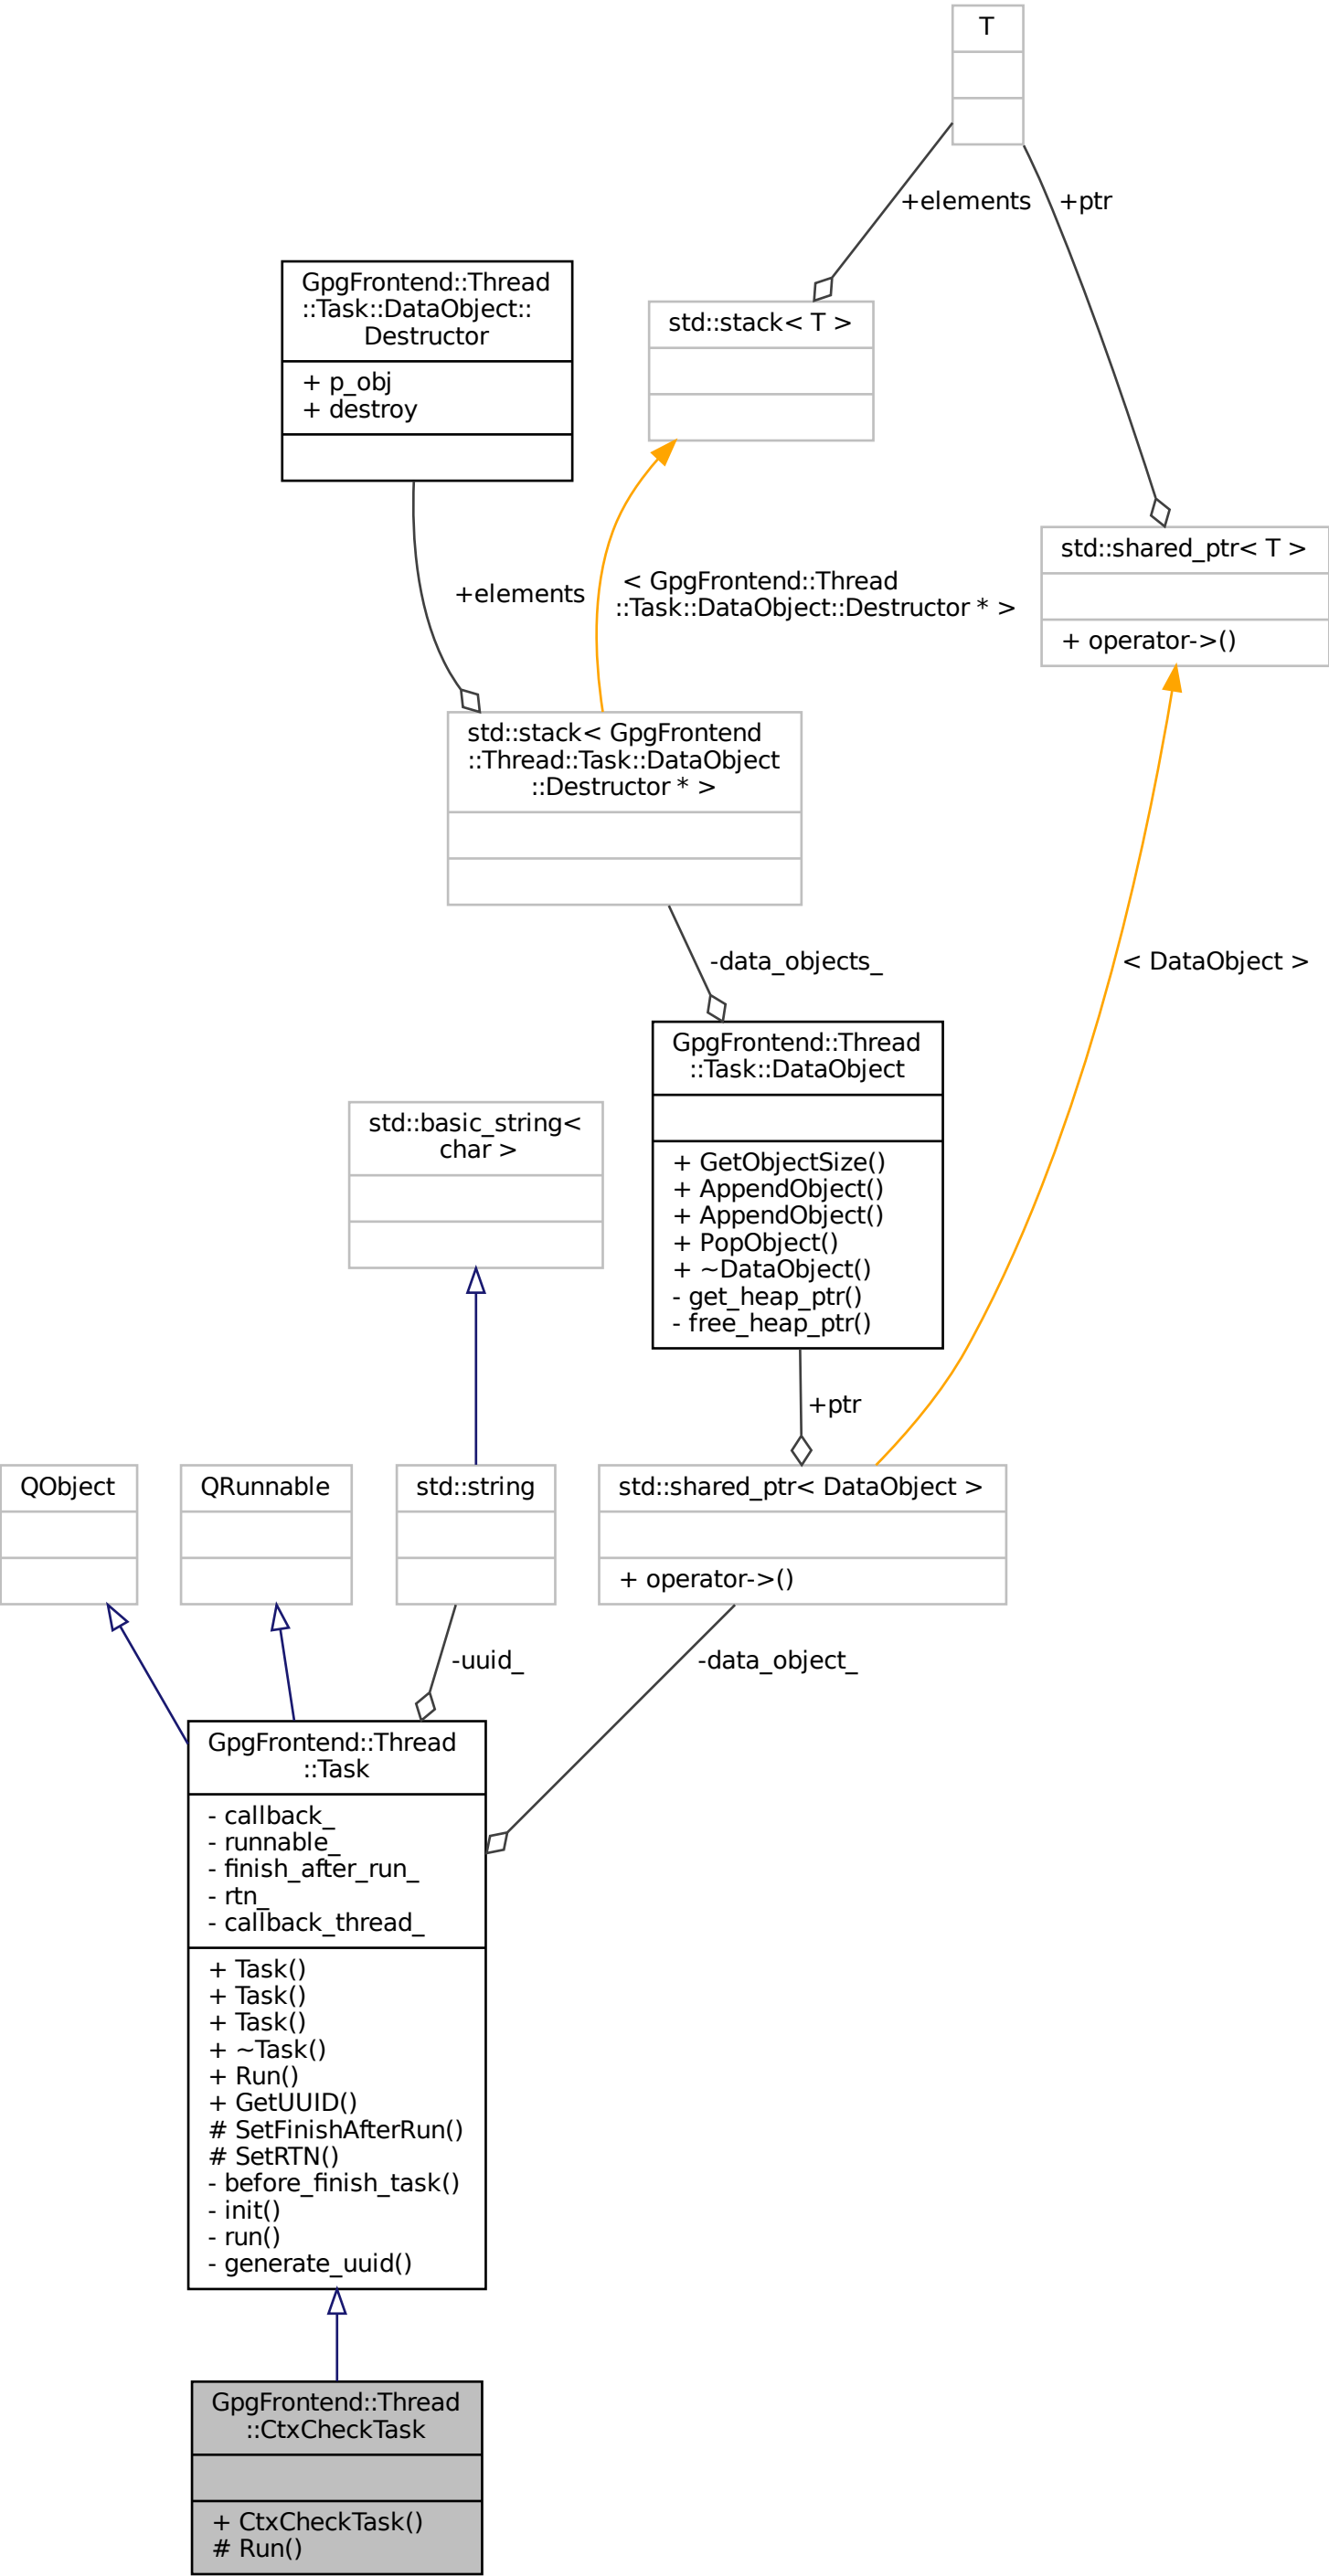 T
+elements
+ptr
GpgFrontend::Thread
::Task::DataObject::
Destructor
+ p_obj
+ destroy
std::stack< T >
std::shared_ptr< T >
+ operator->()
+elements
< GpgFrontend::Thread
::Task::DataObject::Destructor * >
std::stack< GpgFrontend
::Thread::Task::DataObject
::Destructor * >
-data_objects_
< DataObject >
GpgFrontend::Thread
::Task::DataObject
+ GetObjectSize()
+ AppendObject()
+ AppendObject()
+ PopObject()
+ ~DataObject()
- get_heap_ptr()
- free_heap_ptr()
std::basic_string<
char >
+ptr
QObject
QRunnable
std::string
std::shared_ptr< DataObject >
+ operator->()
-uuid_
-data_object_
GpgFrontend::Thread
::Task
- callback_
- runnable_
- finish_after_run_
- rtn_
- callback_thread_
+ Task()
+ Task()
+ Task()
+ ~Task()
+ Run()
+ GetUUID()
# SetFinishAfterRun()
# SetRTN()
- before_finish_task()
- init()
- run()
- generate_uuid()
GpgFrontend::Thread
::CtxCheckTask
+ CtxCheckTask()
# Run()